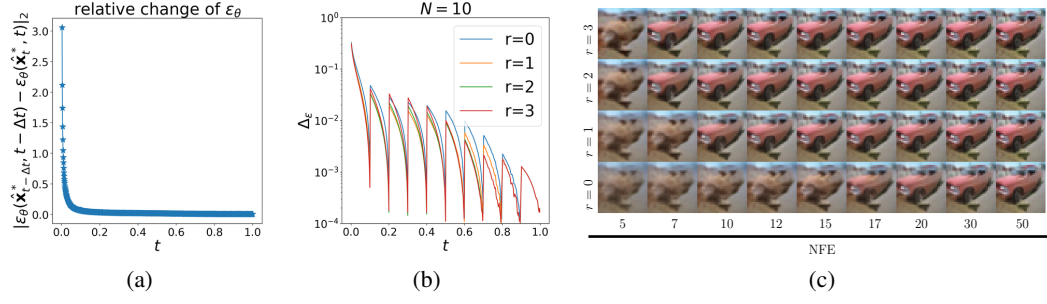 relative change of εθ
|εθ(x̂*ₜ₋Δₜ, t − Δt) − εθ(x̂*ₜ, t)|₂
3.0
2.5
2.0
1.5
1.0
0.5
0.0
0.0 0.2 0.4 0.6 0.8 1.0
t
(a)
N = 10
Δε
10⁻¹
10⁻²
10⁻³
10⁻⁴
r=0
r=1
r=2
r=3
0.0 0.2 0.4 0.6 0.8 1.0
t
(b)
r = 3
r = 2
r = 1
r = 0
5 7 10 12 15 17 20 30 50
NFE
(c)